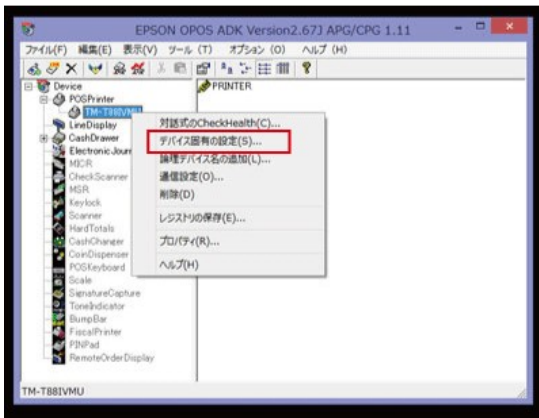 EPSON OPOS ADK Version2.67J APG/CPG 1.11
ファイル(F) 編集(E) 表示(V) ツール (T) オプション (O) ヘルプ (H)
Device
POSPrinter
TM-T88IVMU
LineDisplay
CashDrawer
Electronic Jour
MICR
CheckScanner
MSR
Keylock
Scanner
HardTotals
CashChanger
CoinDispenser
POSKeyboard
Scale
SignatureCapture
ToneIndicator
BumpBar
FiscalPrinter
PINPad
RemoteOrderDisplay
PRINTER
対話式のCheckHealth(C)...
デバイス固有の設定(S)...
論理デバイス名の追加(L)...
通信設定(O)...
削除(D)
レジストリの保存(E)...
プロパティ(R)...
ヘルプ(H)
TM-T88IVMU